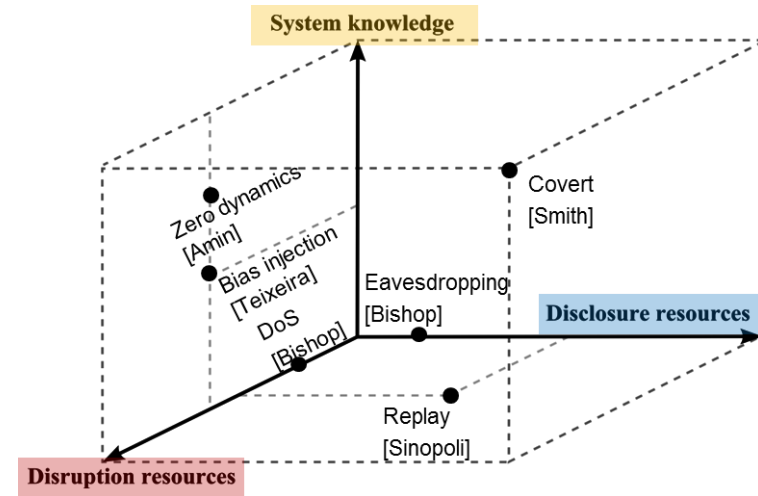 System knowledge
Covert
[Smith]
Zero dynamics
[Amin]
Bias injection
[Teixeira]
DoS
[Bishop]
Eavesdropping
[Bishop]
Disclosure resources
Replay
[Sinopoli]
Disruption resources